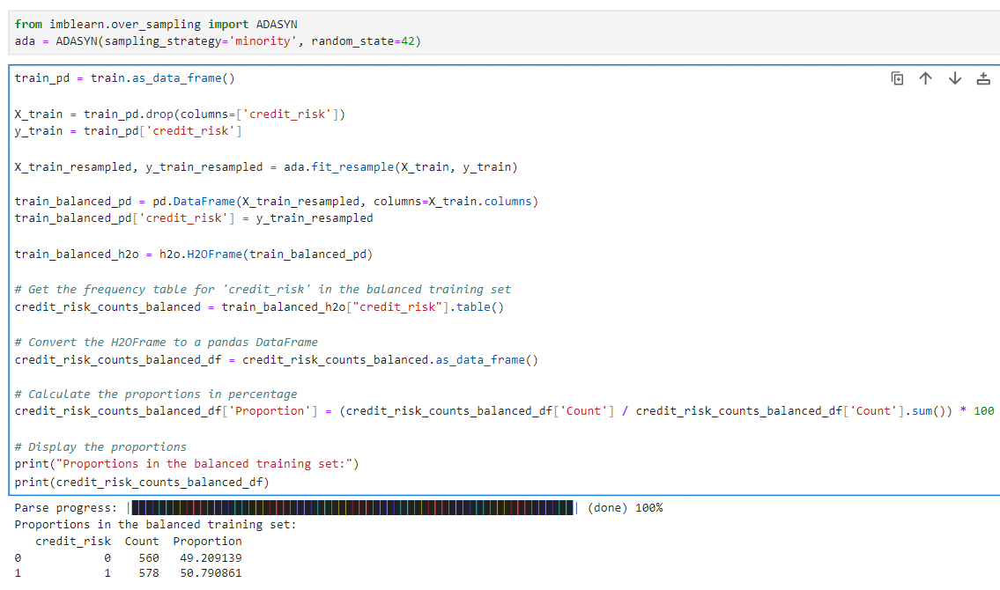 from imblearn.over_sampling import ADASYN
ada = ADASYN(sampling_strategy='minority', random_state=42)
train_pd = train.as_data_frame()
X_train = train_pd.drop(columns=['credit_risk'])
y_train = train_pd['credit_risk']
X_train_resampled, y_train_resampled = ada.fit_resample(X_train, y_train)
train_balanced_pd = pd.DataFrame(X_train_resampled, columns=X_train.columns)
train_balanced_pd['credit_risk'] = y_train_resampled
train_balanced_h2o = h2o.H2OFrame(train_balanced_pd)
# Get the frequency table for 'credit_risk' in the balanced training set
credit_risk_counts_balanced = train_balanced_h2o["credit_risk"].table()
# Convert the H2OFrame to a pandas DataFrame
credit_risk_counts_balanced_df = credit_risk_counts_balanced.as_data_frame()
# Calculate the proportions in percentage
credit_risk_counts_balanced_df['Proportion'] = (credit_risk_counts_balanced_df['Count'] / credit_risk_counts_balanced_df['Count'].sum()) * 100
# Display the proportions
print("Proportions in the balanced training set:")
print(credit_risk_counts_balanced_df)
Parse progress: | | (done) 100%
Proportions in the balanced training set:
credit_risk Count Proportion
0 0 560 49.209139
1 1 578 50.790861